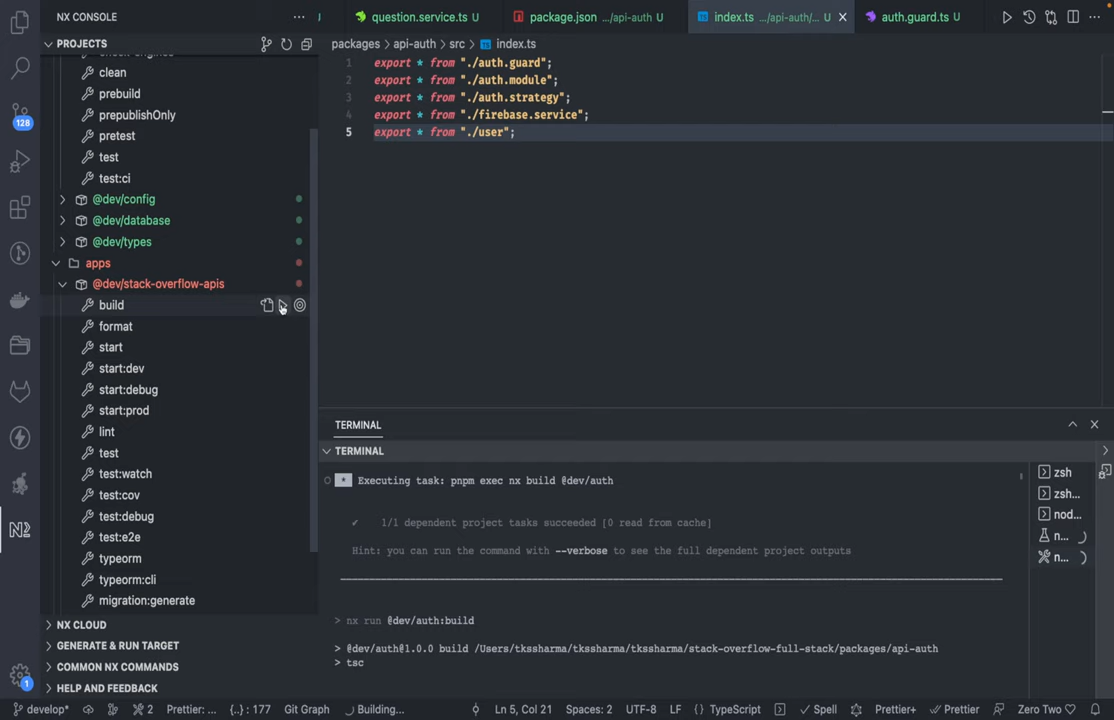 NX CONSOLE
PROJECTS
clean
prebuild
prepublishOnly
pretest
test
test:ci
@dev/config
@dev/database
@dev/types
apps
@dev/stack-overflow-apis
build
format
start
start:dev
start:debug
start:prod
lint
test
test:watch
test:cov
test:debug
test:e2e
typeorm
typeorm:cli
migration:generate
NX CLOUD
GENERATE & RUN TARGET
COMMON NX COMMANDS
HELP AND FEEDBACK
128
1
question.service.ts U
package.json .../api-auth U
index.ts .../api-auth/... U
auth.guard.ts U
packages > api-auth > src > index.ts
1 export * from "./auth.guard";
2 export * from "./auth.module";
3 export * from "./auth.strategy";
4 export * from "./firebase.service";
5 export * from "./user";
TERMINAL
TERMINAL
* Executing task: pnpm exec nx build @dev/auth
✔ 1/1 dependent project tasks succeeded [0 read from cache]
Hint: you can run the command with --verbose to see the full dependent project outputs
> nx run @dev/auth:build
> @dev/auth@1.0.0 build /Users/tkssharma/tkssharma/stack-overflow-full-stack/packages/api-auth
> tsc
zsh
zsh...
nod...
n...
n...
develop* 2 Prettier: ... {..} : 177 Git Graph Building... Ln 5, Col 21 Spaces: 2 UTF-8 LF TypeScript Spell Prettier+ Prettier Zero Two